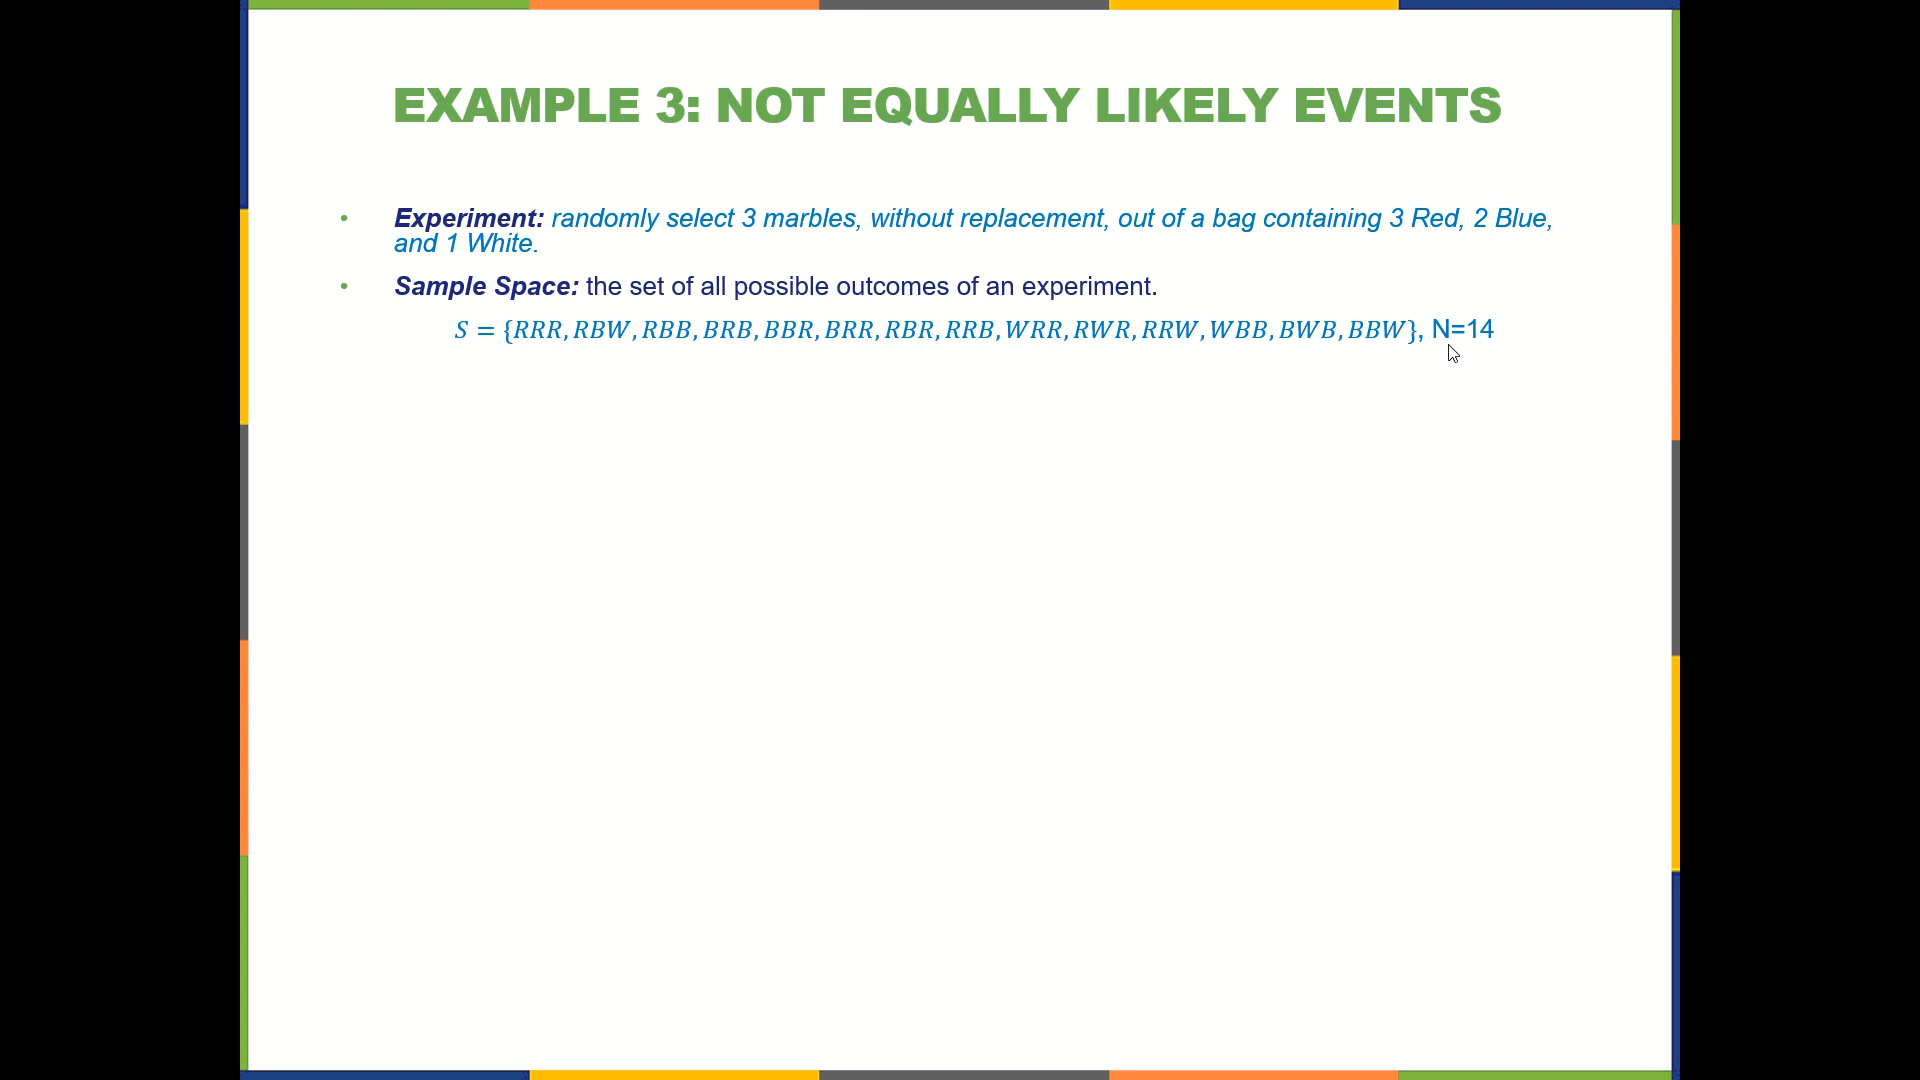 EXAMPLE 3: NOT EQUALLY LIKELY EVENTS
• Experiment: randomly select 3 marbles, without replacement, out of a bag containing 3 Red, 2 Blue,
and 1 White.
• Sample Space: the set of all possible outcomes of an experiment.
S = {RRR, RBW, RBB, BRB, BBR, BRR, RBR, RRB, WRR, RWR, RRW, WBB, BWB, BBW}, N=14